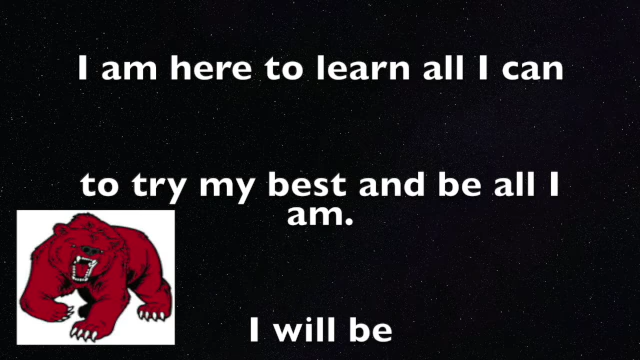 I am here to learn all I can
to try my best and be all I
am.
I will be